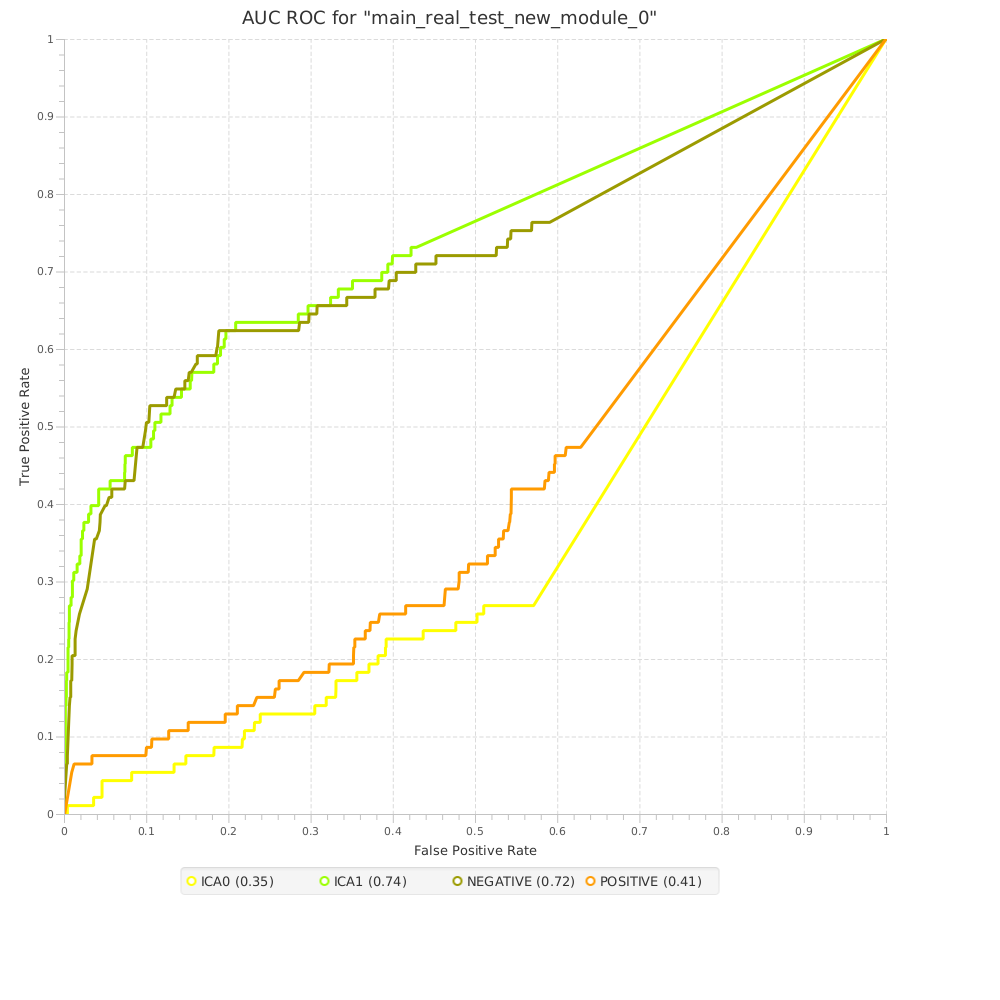 AUC ROC for "main_real_test_new_module_0"
1
0.9
0.8
0.7
0.6
0.5
0.4
0.3
0.2
0.1
0
True Positive Rate
0 0.1 0.2 0.3 0.4 0.5 0.6 0.7 0.8 0.9 1
False Positive Rate
ICA0 (0.35) ICA1 (0.74) NEGATIVE (0.72) POSITIVE (0.41)